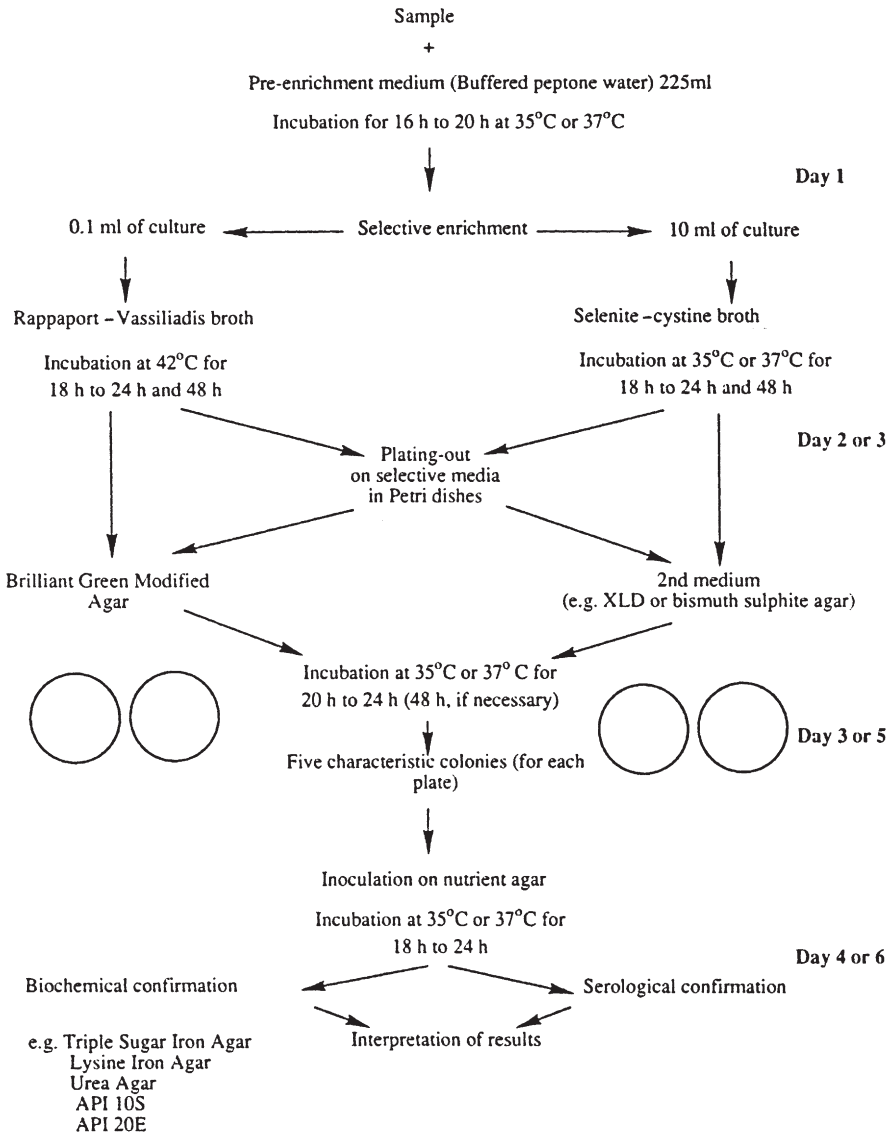 Sample
+
Pre-enrichment medium (Buffered peptone water) 225ml
Incubation for 16 h to 20 h at 35°C or 37°C
Day 1
0.1 ml of culture
Selective enrichment
10 ml of culture
Rappaport – Vassiliadis broth
Selenite – cystine broth
Incubation at 42°C for
18 h to 24 h and 48 h
Incubation at 35°C or 37°C for
18 h to 24 h and 48 h
Day 2 or 3
Plating-out
on selective media
in Petri dishes
Brilliant Green Modified
Agar
2nd medium
(e.g. XLD or bismuth sulphite agar)
Incubation at 35°C or 37° C for
20 h to 24 h (48 h, if necessary)
Day 3 or 5
Five characteristic colonies (for each
plate)
Inoculation on nutrient agar
Incubation at 35°C or 37°C for
18 h to 24 h
Day 4 or 6
Biochemical confirmation
Serological confirmation
Interpretation of results
e.g. Triple Sugar Iron Agar
Lysine Iron Agar
Urea Agar
API 10S
API 20E